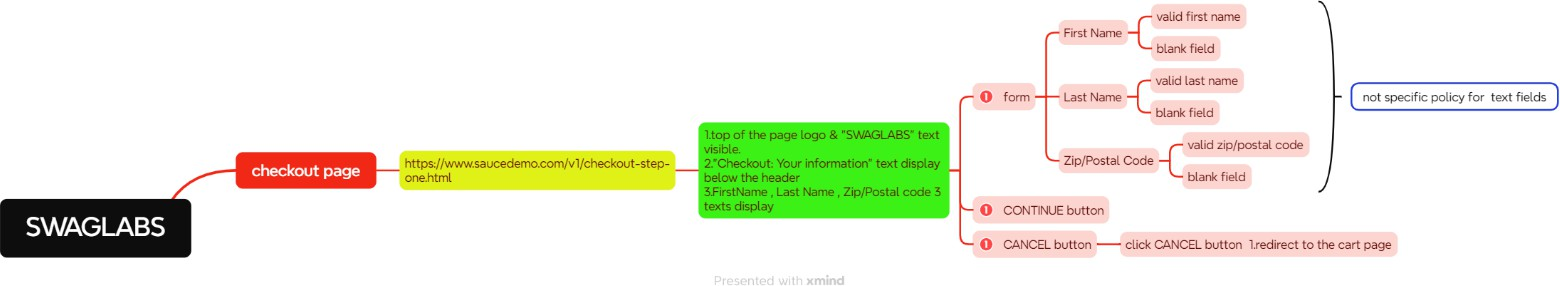 SWAGLABS
checkout page
https://www.saucedemo.com/v1/checkout-step-
one.html
1.top of the page logo & "SWAGLABS" text
visible.
2."Checkout: Your information" text display
below the header
3.FirstName , Last Name , Zip/Postal code 3
texts display
1 form
First Name
valid first name
blank field
Last Name
valid last name
blank field
Zip/Postal Code
valid zip/postal code
blank field
not specific policy for text fields
1 CONTINUE button
1 CANCEL button
click CANCEL button 1.redirect to the cart page
Presented with xmind